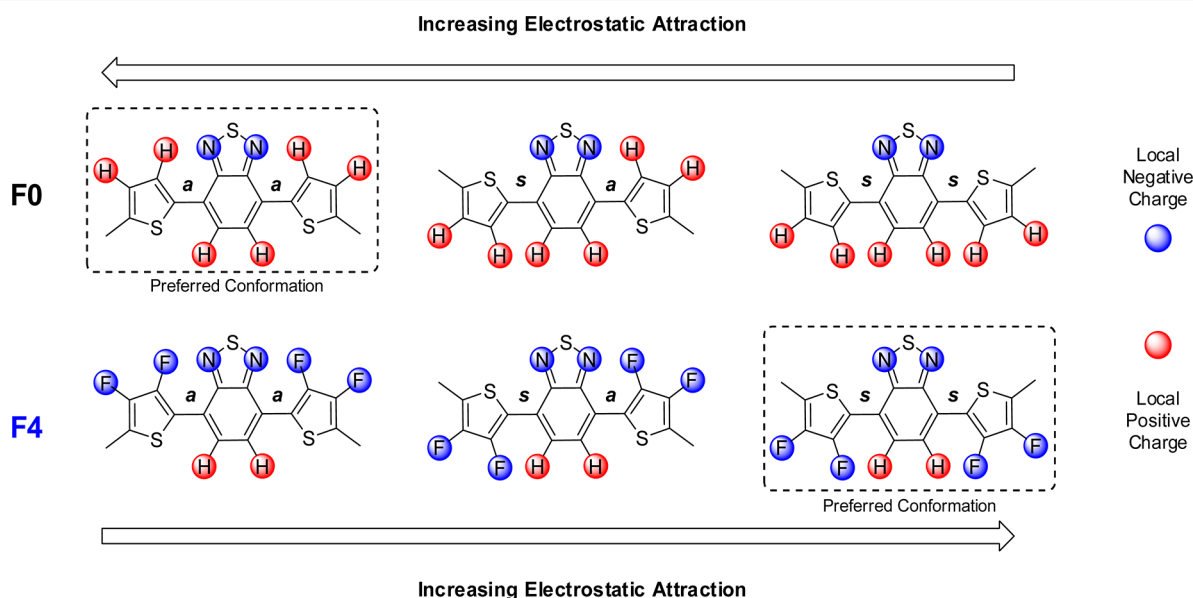 Increasing Electrostatic Attraction
S S S
H H N N H H N N H H N N
a a s a s s
F0
S S S S S S
H H H H H H H H H H H H
Preferred Conformation
Local
Negative
Charge
S S S
F F N N F F N N F F N N
a a s a s s
F4
S S S S S S
H H F F H H F F H H F F
Preferred Conformation
Local
Positive
Charge
Increasing Electrostatic Attraction